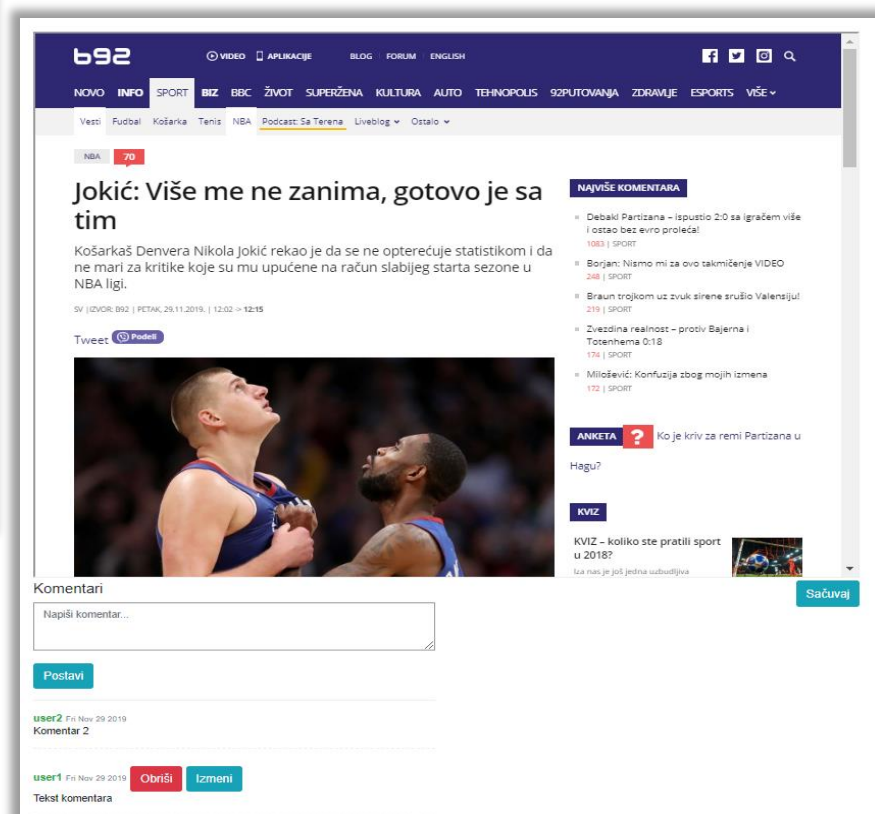 b92
VIDEO APLIKACIJE BLOG FORUM ENGLISH
NOVO INFO SPORT BIZ BBC ŽIVOT SUPERŽENA KULTURA AUTO TEHNOPOLIS 92PUTOVANJA ZDRAVLJE ESPORTS VIŠE
Vesti Fudbal Košarka Tenis NBA Podcast: Sa Terena Liveblog Ostalo
NBA 70
Jokić: Više me ne zanima, gotovo je sa
tim
Košarkaš Denvera Nikola Jokić rekao je da se ne opterećuje statistikom i da
ne mari za kritike koje su mu upućene na račun slabijeg starta sezone u
NBA ligi.
SV | IZVOR: B92 | PETAK, 29.11.2019. | 12:02 -> 12:15
Tweet Podeli
NAJVIŠE KOMENTARA
Debakl Partizana – ispustio 2:0 sa igračem više
i ostao bez evro proleća!
1083 | SPORT
Borjan: Nismo mi za ovo takmičenje VIDEO
248 | SPORT
Braun trojkom uz zvuk sirene srušio Valensiju!
219 | SPORT
Zvezdina realnost – protiv Bajerna i
Totenhema 0:18
174 | SPORT
Milošević: Konfuzija zbog mojih izmena
172 | SPORT
ANKETA ? Ko je kriv za remi Partizana u
Hagu?
KVIZ
KVIZ – koliko ste pratili sport
u 2018?
Iza nas je još jedna uzbudljiva
Komentari
Sačuvaj
Napiši komentar...
Postavi
user2 Fri Nov 29 2019
Komentar 2
user1 Fri Nov 29 2019 Obriši Izmeni
Tekst komentara